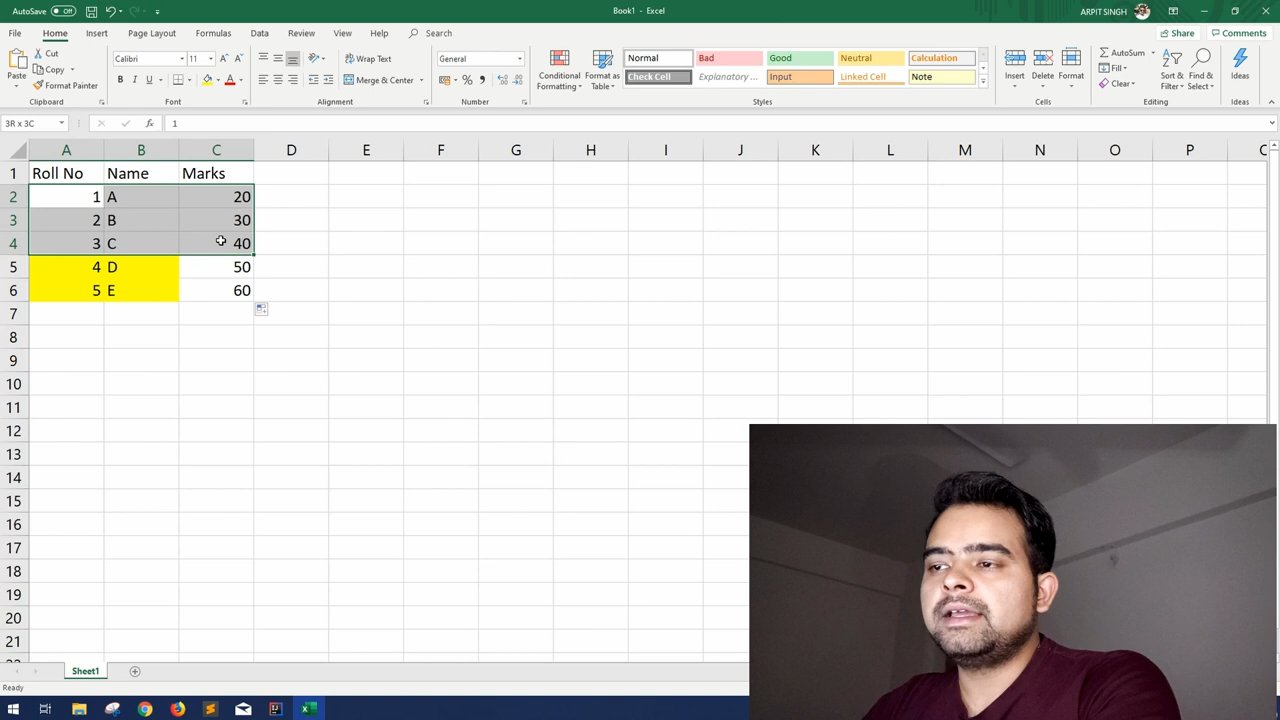 AutoSave Off Book1 - Excel ARPIT SINGH
File Home Insert Page Layout Formulas Data Review View Help Search Share Comments
Paste Cut Copy Format Painter Clipboard
Calibri 11 B I U Font
Wrap Text Merge & Center Alignment
General % Number
Conditional Formatting Format as Table
Normal Bad Good Neutral Calculation
Check Cell Explanatory ... Input Linked Cell Note
Styles
Insert Delete Format Cells
AutoSum Fill Clear Sort & Filter Find & Select Editing
Ideas Ideas
3R x 3C fx 1
A B C D E F G H I J K L M N O P
1 Roll No Name Marks
2 1 A 20
3 2 B 30
4 3 C 40
5 4 D 50
6 5 E 60
7
8
9
10
11
12
13
14
15
16
17
18
19
20
21
Sheet1
Ready